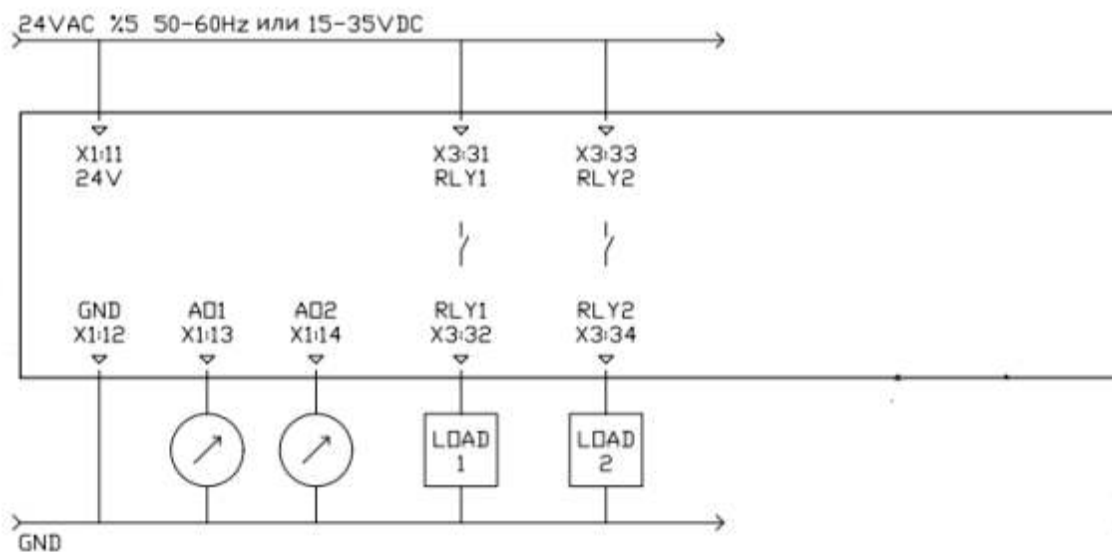 24VAC %5 50-60Hz или 15-35VDC
X1:11 X3:31 X3:33
24V RLY1 RLY2
GND AO1 AO2 RLY1 RLY2
X1:12 X1:13 X1:14 X3:32 X3:34
LOAD LOAD
1 2
GND